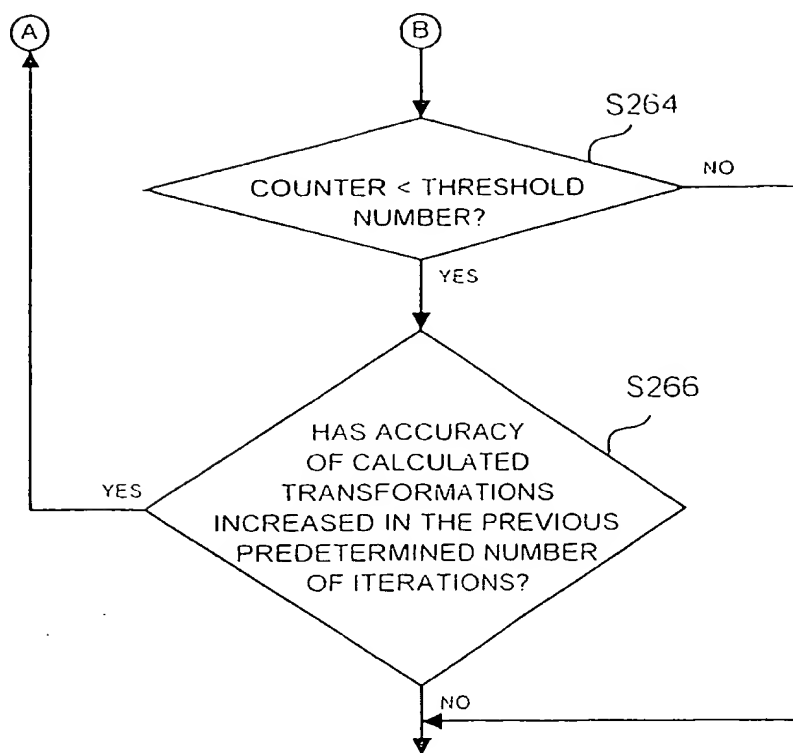 A
B
S264
COUNTER < THRESHOLD
NUMBER?
NO
YES
S266
HAS ACCURACY
OF CALCULATED
TRANSFORMATIONS
INCREASED IN THE PREVIOUS
PREDETERMINED NUMBER
OF ITERATIONS?
YES
NO